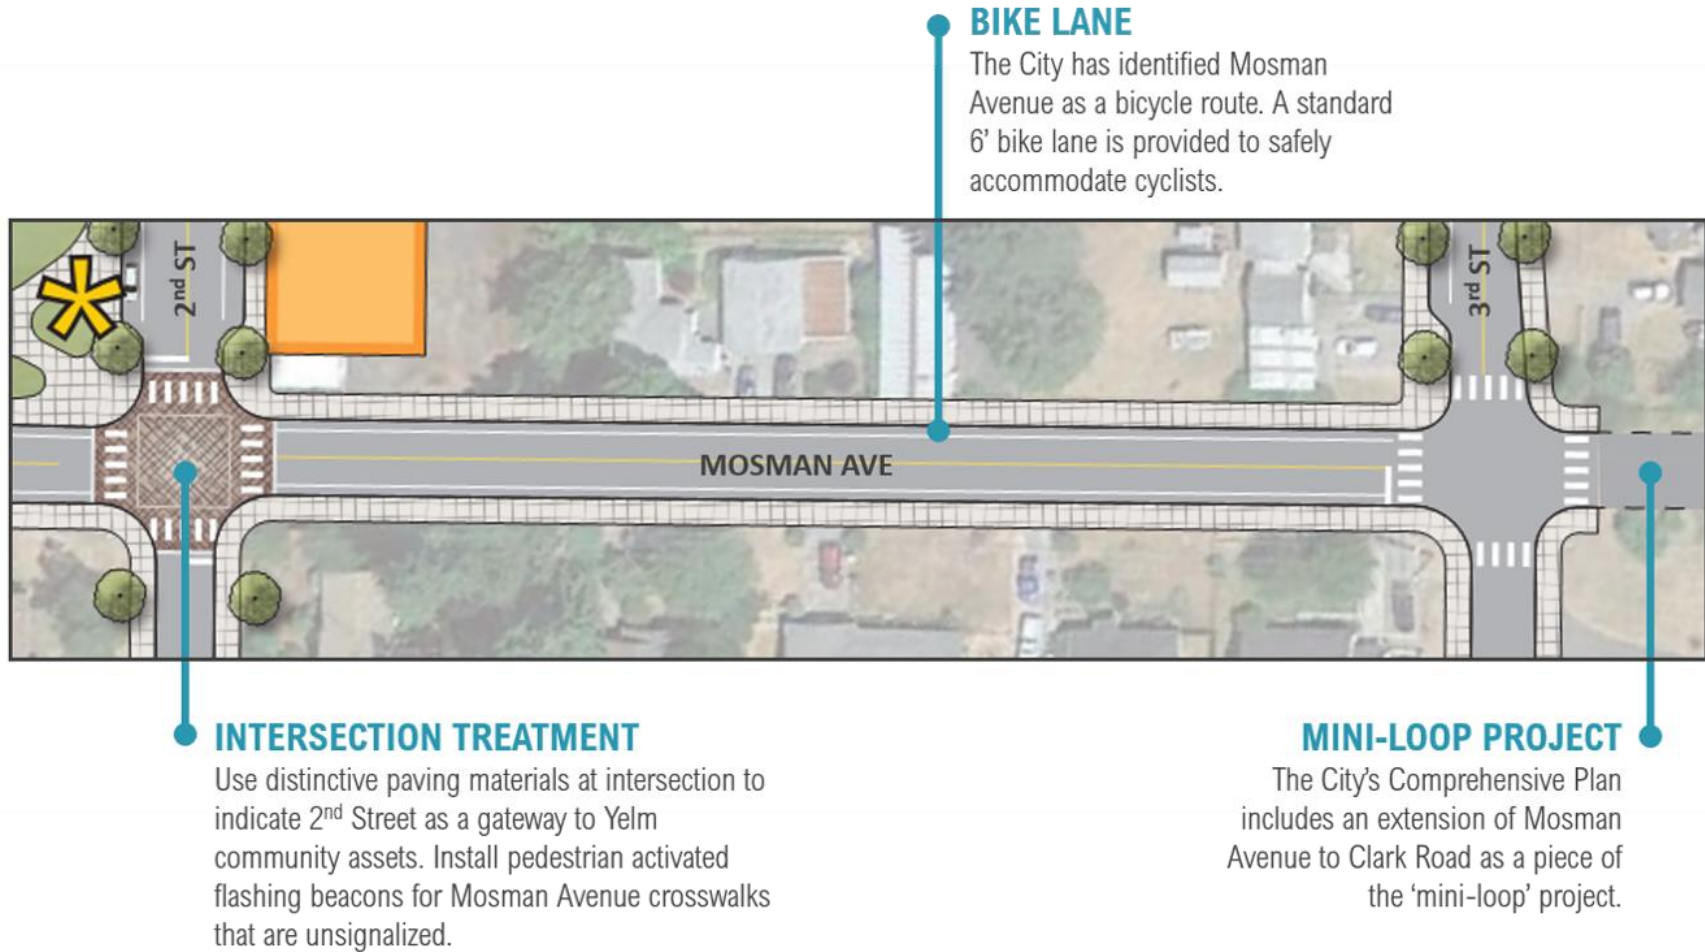 BIKE LANE
The City has identified Mosman
Avenue as a bicycle route. A standard
6’ bike lane is provided to safely
accommodate cyclists.
2nd ST
3rd ST
MOSMAN AVE
INTERSECTION TREATMENT
Use distinctive paving materials at intersection to
indicate 2nd Street as a gateway to Yelm
community assets. Install pedestrian activated
flashing beacons for Mosman Avenue crosswalks
that are unsignalized.
MINI-LOOP PROJECT
The City’s Comprehensive Plan
includes an extension of Mosman
Avenue to Clark Road as a piece of
the ‘mini-loop’ project.